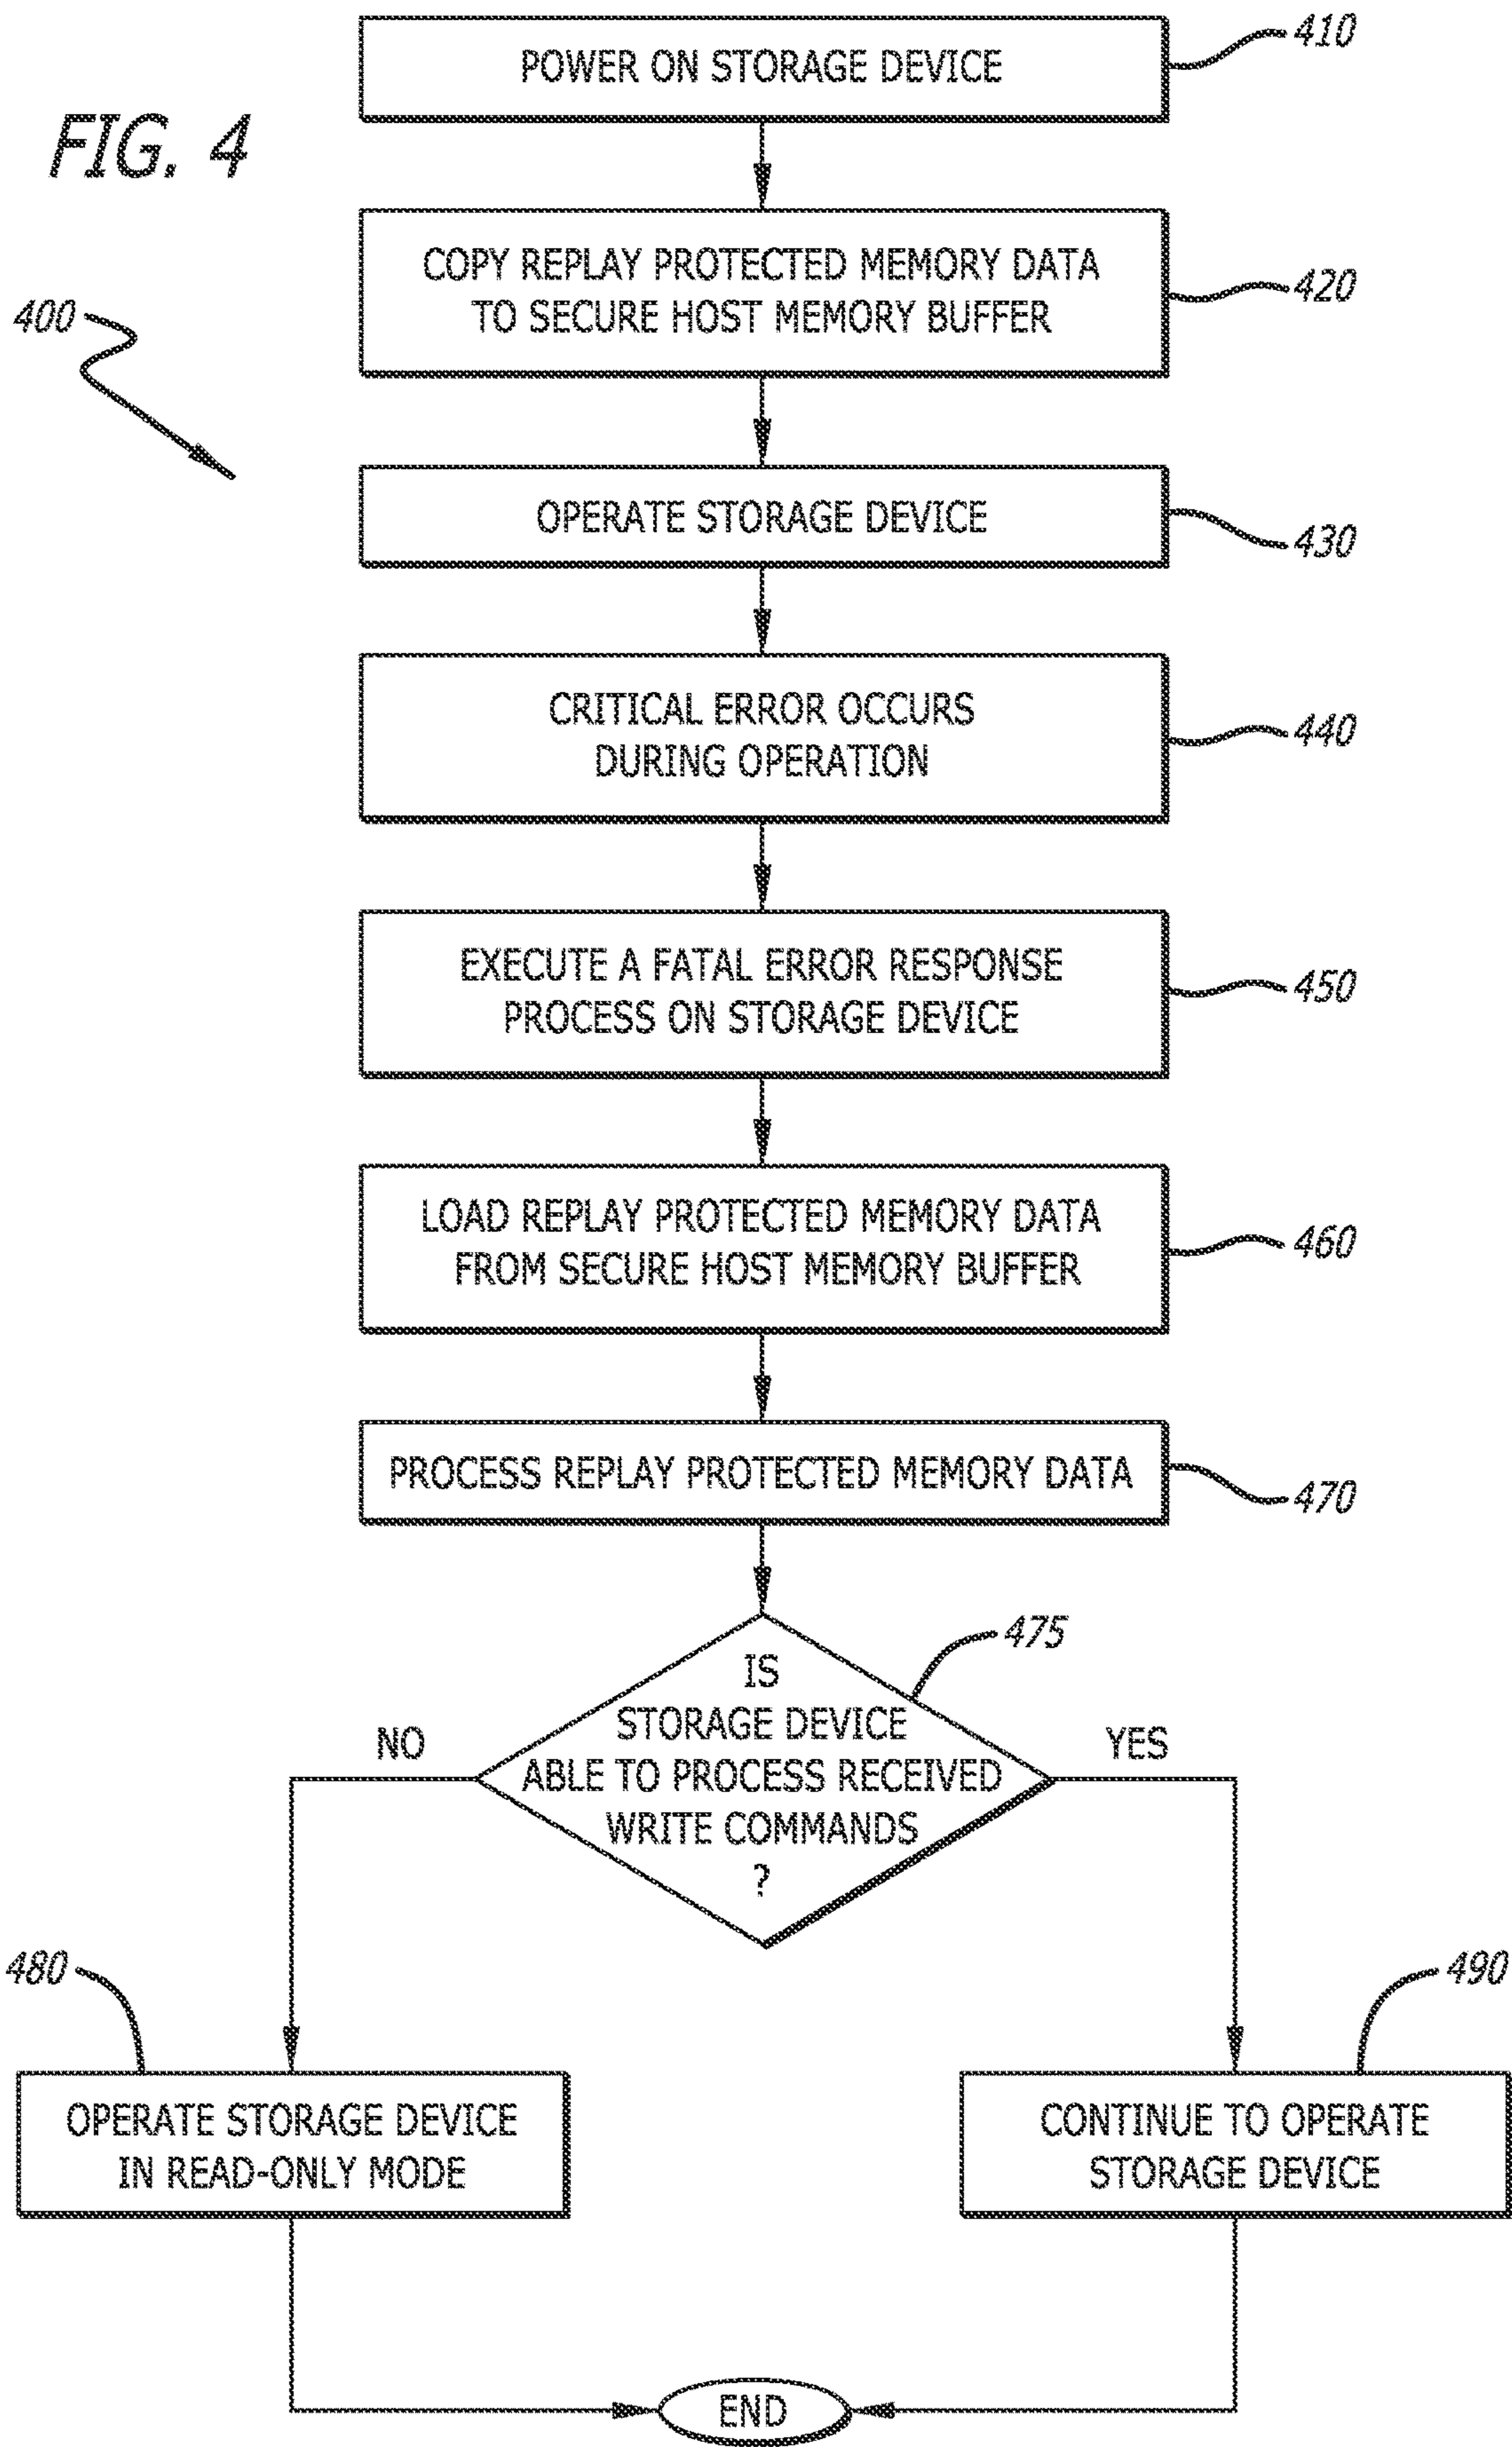 FIG. 4
400
POWER ON STORAGE DEVICE
410
COPY REPLAY PROTECTED MEMORY DATA
TO SECURE HOST MEMORY BUFFER
420
OPERATE STORAGE DEVICE
430
CRITICAL ERROR OCCURS
DURING OPERATION
440
EXECUTE A FATAL ERROR RESPONSE
PROCESS ON STORAGE DEVICE
450
LOAD REPLAY PROTECTED MEMORY DATA
FROM SECURE HOST MEMORY BUFFER
460
PROCESS REPLAY PROTECTED MEMORY DATA
470
IS
STORAGE DEVICE
ABLE TO PROCESS RECEIVED
WRITE COMMANDS
?
475
NO
YES
480
OPERATE STORAGE DEVICE
IN READ-ONLY MODE
490
CONTINUE TO OPERATE
STORAGE DEVICE
END